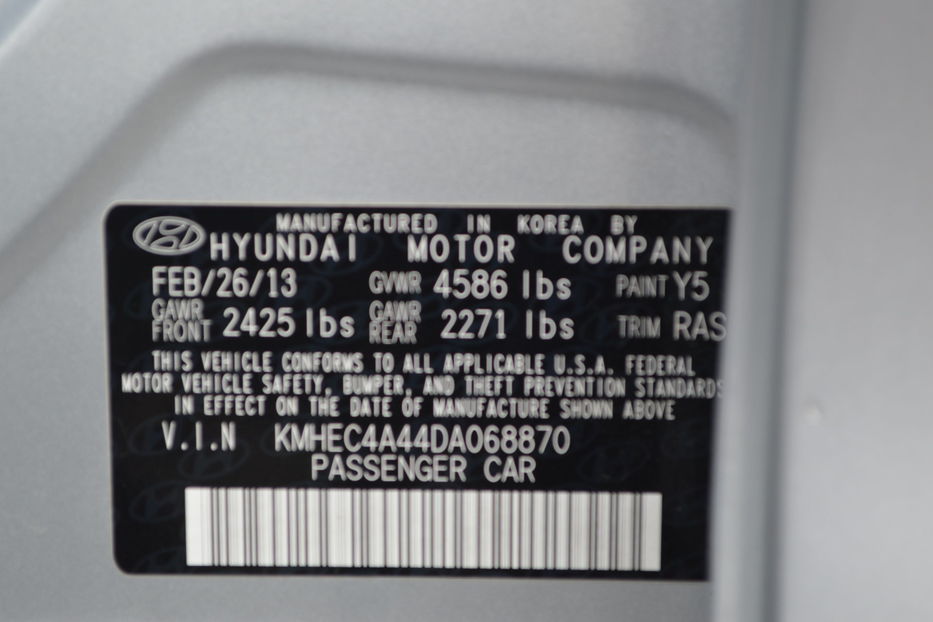 MANUFACTURED IN KOREA BY
HYUNDAI MOTOR COMPANY
FEB/26/13 GVWR 4586 lbs PAINT Y5
GAWR FRONT 2425 lbs GAWR REAR 2271 lbs TRIM RAS
THIS VEHICLE CONFORMS TO ALL APPLICABLE U.S.A. FEDERAL
MOTOR VEHICLE SAFETY, BUMPER, AND THEFT PREVENTION STANDARDS
IN EFFECT ON THE DATE OF MANUFACTURE SHOWN ABOVE
V.I.N KMHEC4A44DA068870
PASSENGER CAR